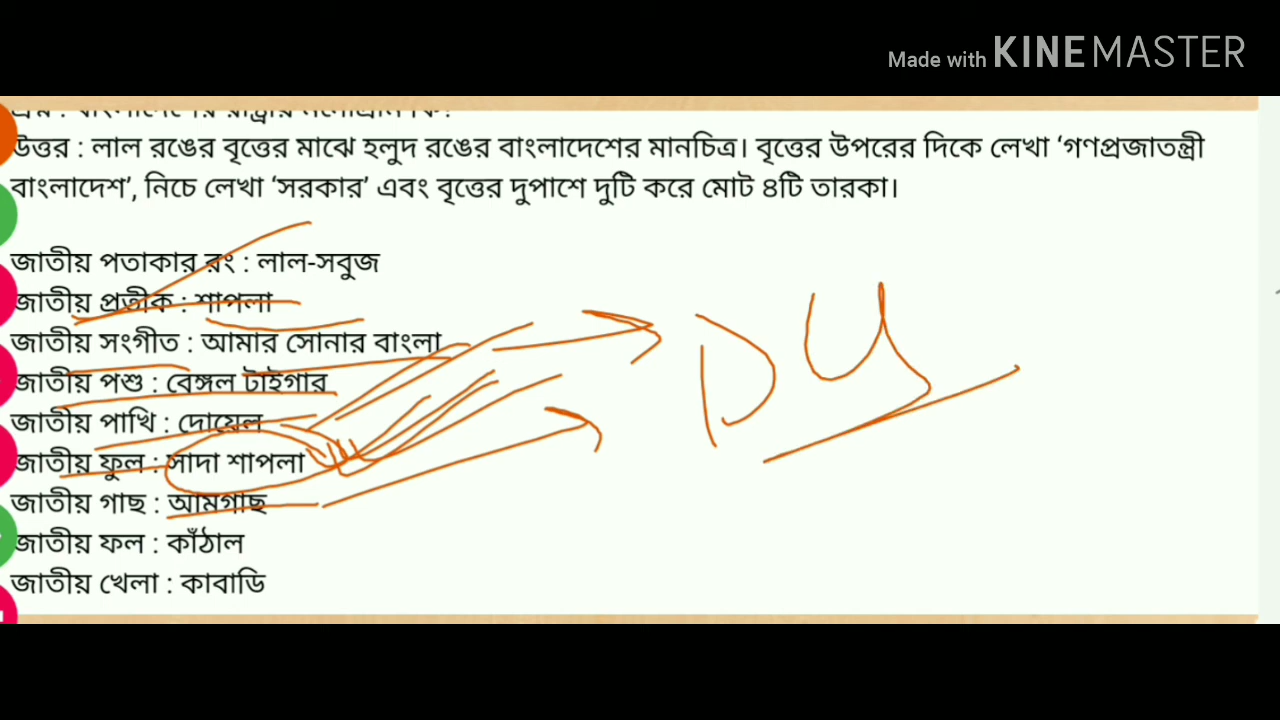 Made with KINEMASTER
উত্তর : লাল রঙের বৃত্তের মাঝে হলুদ রঙের বাংলাদেশের মানচিত্র। বৃত্তের উপরের দিকে লেখা ‘গণপ্রজাতন্ত্রী
বাংলাদেশ’, নিচে লেখা ‘সরকার’ এবং বৃত্তের দুপাশে দুটি করে মোট ৪টি তারকা।
জাতীয় পতাকার রং : লাল-সবুজ
জাতীয় প্রতীক : শাপলা
জাতীয় সংগীত : আমার সোনার বাংলা
জাতীয় পশু : বেঙ্গল টাইগার
জাতীয় পাখি : দোয়েল
জাতীয় ফুল : সাদা শাপলা
জাতীয় গাছ : আমগাছ
জাতীয় ফল : কাঁঠাল
জাতীয় খেলা : কাবাডি